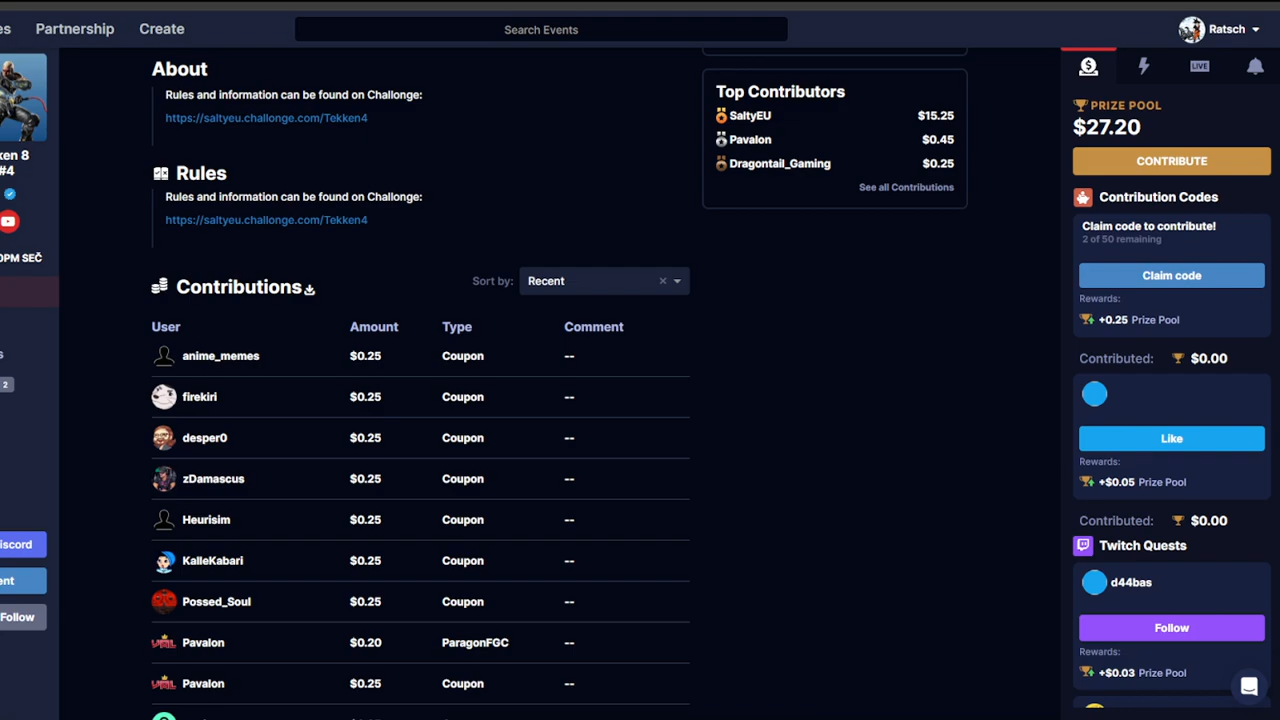 es Partnership Create Search Events Ratsch
ken 8
#4
0PM SEČ
s
2
iscord
ent
Follow
About
Rules and information can be found on Challonge:
https://saltyeu.challonge.com/Tekken4
Rules
Rules and information can be found on Challonge:
https://saltyeu.challonge.com/Tekken4
Contributions
Sort by: Recent
User Amount Type Comment
anime_memes $0.25 Coupon --
firekiri $0.25 Coupon --
desper0 $0.25 Coupon --
zDamascus $0.25 Coupon --
Heurisim $0.25 Coupon --
KalleKabari $0.25 Coupon --
Possed_Soul $0.25 Coupon --
Pavalon $0.20 ParagonFGC --
Pavalon $0.25 Coupon --
Top Contributors
SaltyEU $15.25
Pavalon $0.45
Dragontail_Gaming $0.25
See all Contributions
LIVE
PRIZE POOL
$27.20
CONTRIBUTE
Contribution Codes
Claim code to contribute!
2 of 50 remaining
Claim code
Rewards:
+0.25 Prize Pool
Contributed: $0.00
Like
Rewards:
+$0.05 Prize Pool
Contributed: $0.00
Twitch Quests
d44bas
Follow
Rewards:
+$0.03 Prize Pool